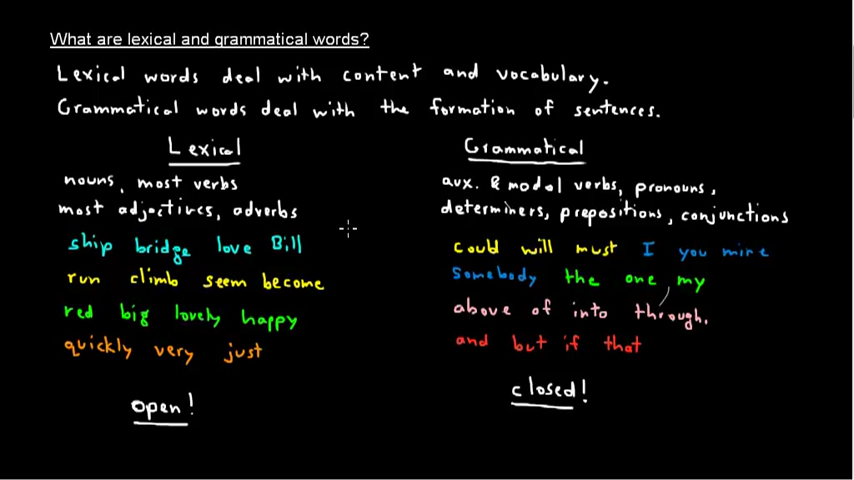 What are lexical and grammatical words?
Lexical words deal with content and vocabulary.
Grammatical words deal with the formation of sentences.
Lexical
nouns, most verbs
most adjectives, adverbs
ship bridge love Bill
run climb seem become
red big lovely happy
quickly very just
open!
Grammatical
aux. & modal verbs, pronouns,
determiners, prepositions, conjunctions
could will must I you mine
somebody the one, my
above of into through.
and but if that
closed!